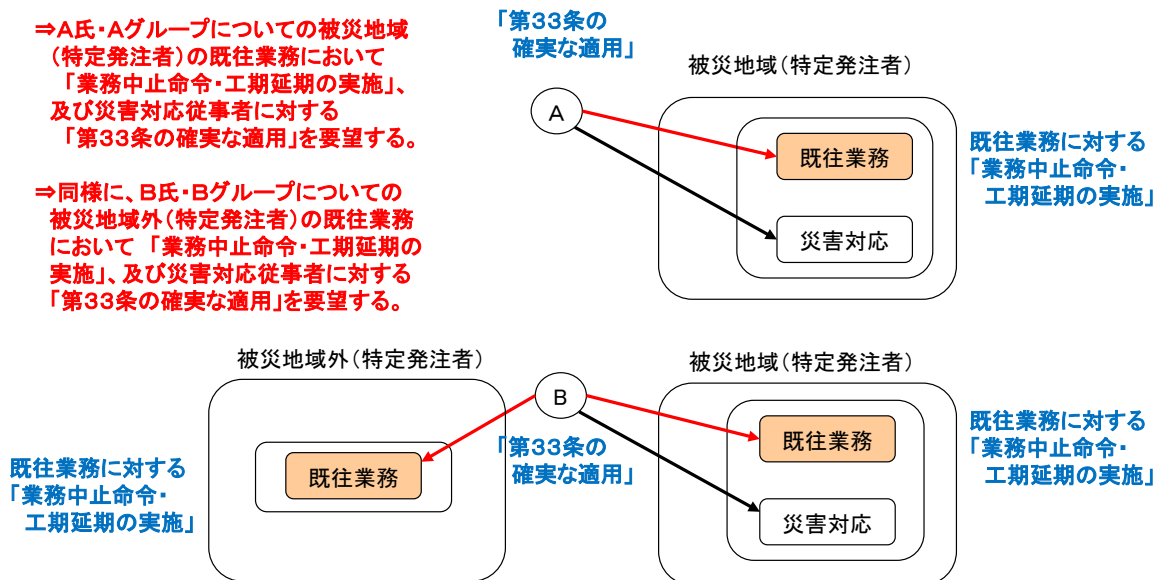 ⇒A氏・Aグループについての被災地域
(特定発注者)の既往業務において
「業務中止命令・工期延期の実施」、
及び災害対応従事者に対する
「第33条の確実な適用」を要望する。
⇒同様に、B氏・Bグループについての
被災地域外(特定発注者)の既往業務
において 「業務中止命令・工期延期の
実施」、及び災害対応従事者に対する
「第33条の確実な適用」を要望する。
「第33条の
確実な適用」
被災地域(特定発注者)
A
既往業務
災害対応
既往業務に対する
「業務中止命令・
工期延期の実施」
被災地域外(特定発注者)
既往業務
既往業務に対する
「業務中止命令・
工期延期の実施」
B
「第33条の
確実な適用」
被災地域(特定発注者)
既往業務
災害対応
既往業務に対する
「業務中止命令・
工期延期の実施」